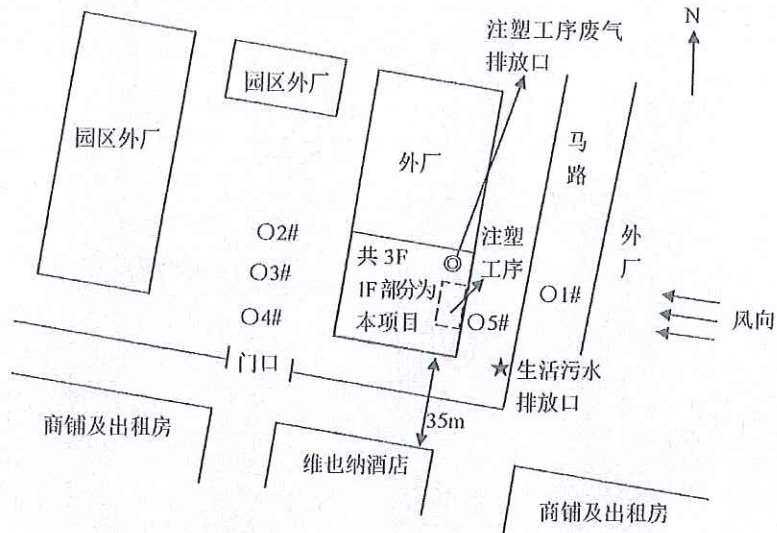 注塑工序废气
排放口
N
园区外厂
园区外厂
外厂
马
路
外
厂
○2#
○3#
○4#
共 3F
1F部分为
本项目
注塑
工序
○5#
○1#
风向
门口
★生活污水
排放口
35m
商铺及出租房
维也纳酒店
商铺及出租房